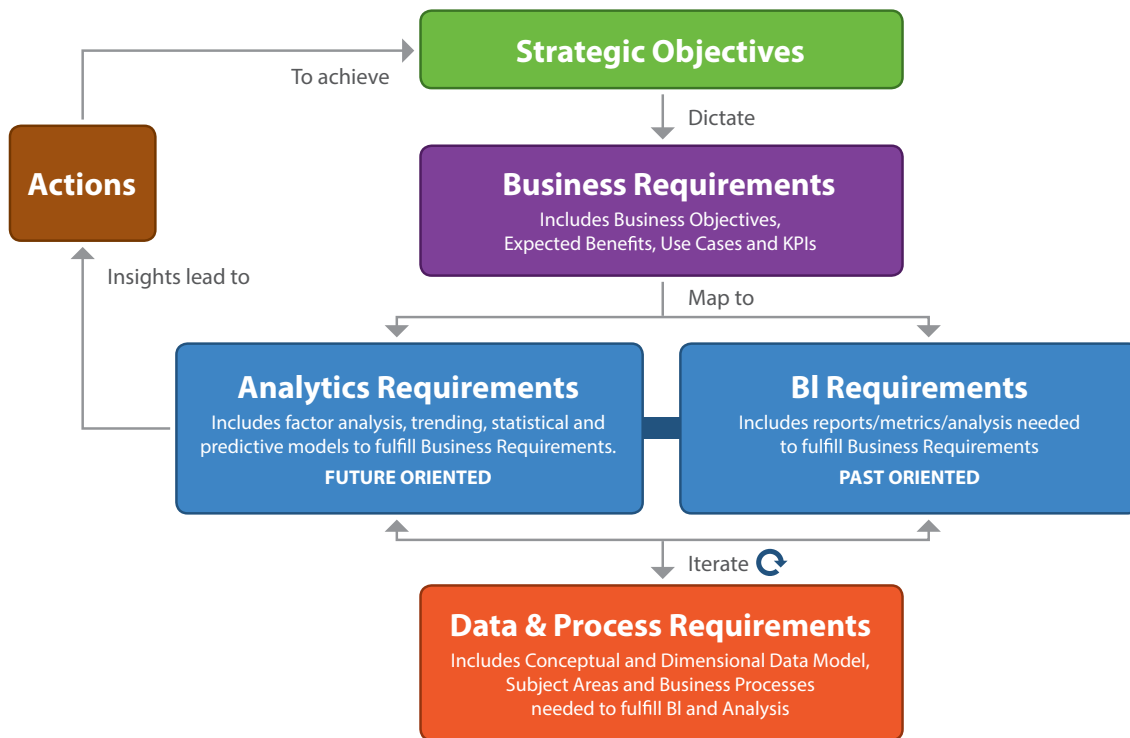 Strategic Objectives
To achieve
Dictate
Actions
Business Requirements
Includes Business Objectives,
Expected Benefits, Use Cases and KPIs
Insights lead to
Map to
Analytics Requirements
Includes factor analysis, trending, statistical and
predictive models to fulfill Business Requirements.
FUTURE ORIENTED
BI Requirements
Includes reports/metrics/analysis needed
to fulfill Business Requirements
PAST ORIENTED
Iterate
Data & Process Requirements
Includes Conceptual and Dimensional Data Model,
Subject Areas and Business Processes
needed to fulfill BI and Analysis